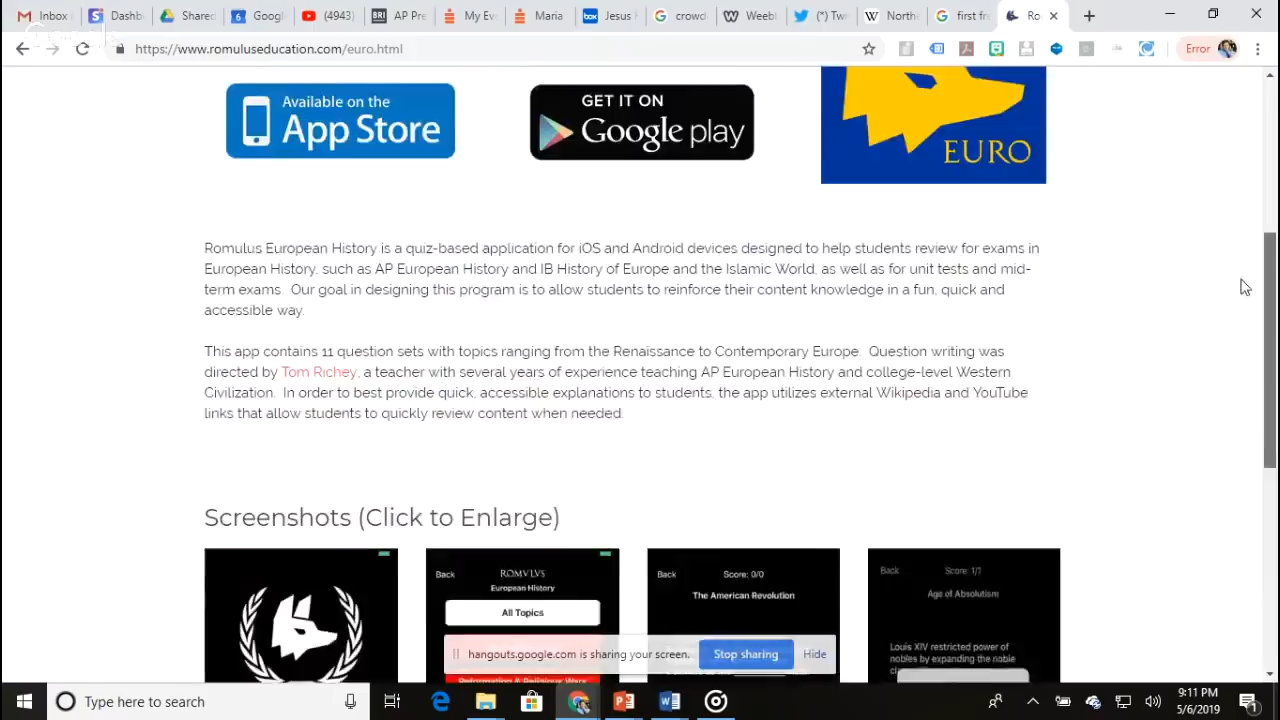 Inbox
Dashb
Shared
Google
(4943)
AP Pre
My Eve
Maria
Jesus F
crowd
Weebl
(*) Tw
Northe
first fre
Ro
https://www.romuluseducation.com/euro.html
Error
Available on the
App Store
GET IT ON
Google play
EURO
Romulus European History is a quiz-based application for iOS and Android devices designed to help students review for exams in
European History, such as AP European History and IB History of Europe and the Islamic World, as well as for unit tests and mid-
term exams. Our goal in designing this program is to allow students to reinforce their content knowledge in a fun, quick and
accessible way.
This app contains 11 question sets with topics ranging from the Renaissance to Contemporary Europe. Question writing was
directed by Tom Richey, a teacher with several years of experience teaching AP European History and college-level Western
Civilization. In order to best provide quick, accessible explanations to students, the app utilizes external Wikipedia and YouTube
links that allow students to quickly review content when needed.
Screenshots (Click to Enlarge)
Back
ROMVLVS
European History
All Topics
Reformation & Religious Wars
Back
Score: 0/0
The American Revolution
Back
Score: 1/1
Age of Absolutism
Louis XIV restricted power of
nobles by expanding the noble
hangouts.google.com is sharing your screen.
Stop sharing
Hide
Type here to search
9:11 PM
5/6/2019